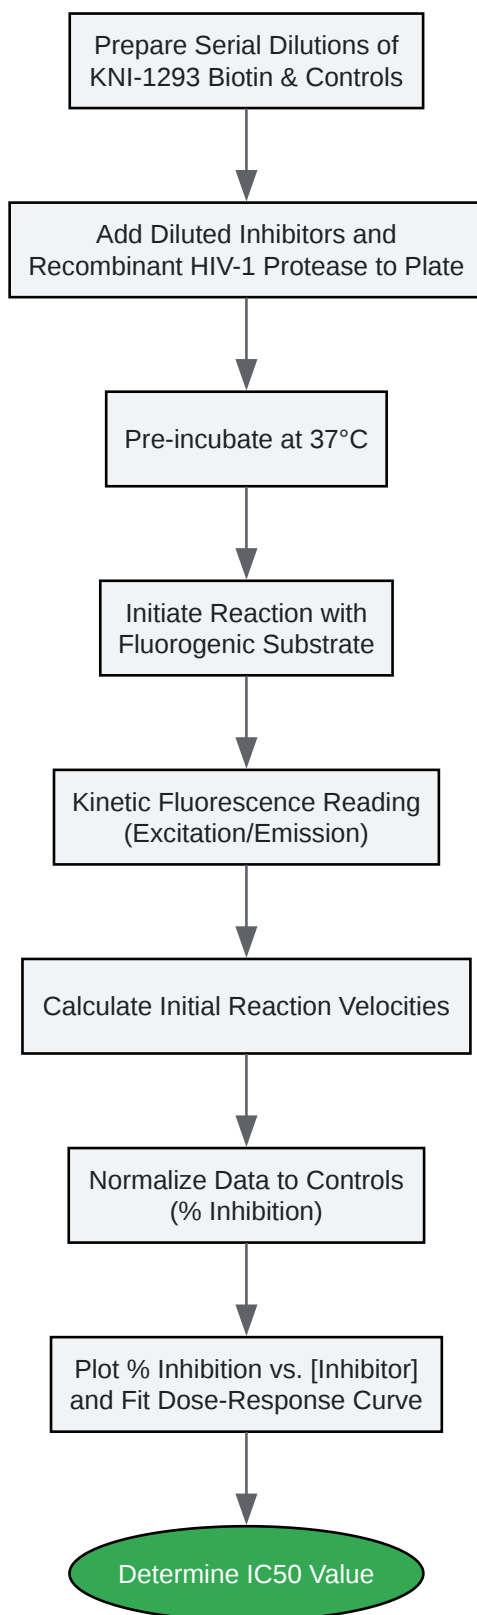 Prepare Serial Dilutions of
KNI-1293 Biotin & Controls
Add Diluted Inhibitors and
Recombinant HIV-1 Protease to Plate
Pre-incubate at 37°C
Initiate Reaction with
Fluorogenic Substrate
Kinetic Fluorescence Reading
(Excitation/Emission)
Calculate Initial Reaction Velocities
Normalize Data to Controls
(% Inhibition)
Plot % Inhibition vs. [Inhibitor]
and Fit Dose-Response Curve
Determine IC50 Value